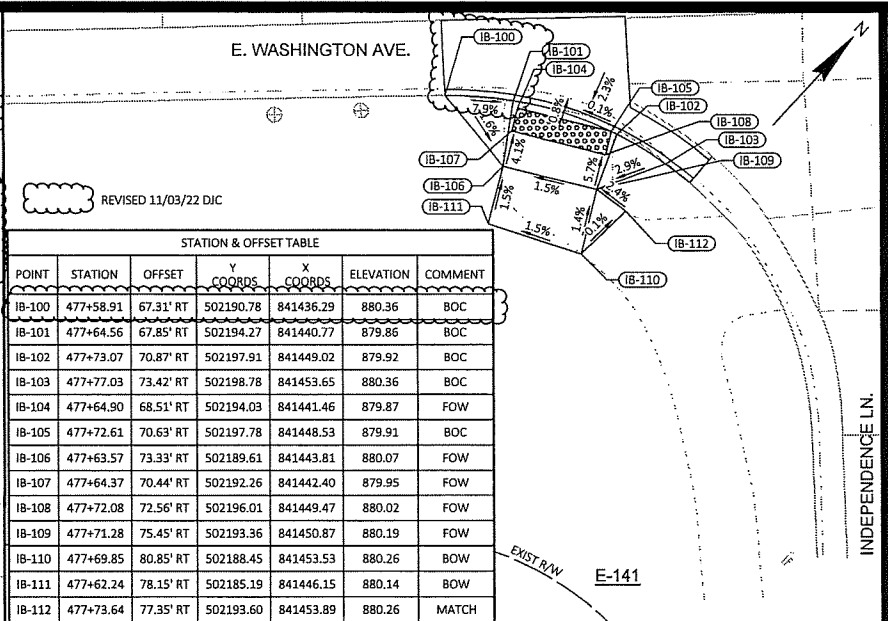 E. WASHINGTON AVE.
IB-100
IB-101
IB-104
N
IB-105
IB-102
IB-108
IB-103
IB-109
IB-107
IB-106
IB-111
IB-112
IB-110
7.9%
1.6%
0.8%
2.3%
0.1%
4.1%
5.7%
2.9%
2.4%
1.5%
1.5%
1.4%
0.1%
1.5%
REVISED 11/03/22 DJC
STATION & OFFSET TABLE
POINT STATION OFFSET Y COORDS X COORDS ELEVATION COMMENT
IB-100 477+58.91 67.31' RT 502190.78 841436.29 880.36 BOC
IB-101 477+64.56 67.85' RT 502194.27 841440.77 879.86 BOC
IB-102 477+73.07 70.87' RT 502197.91 841449.02 879.92 BOC
IB-103 477+77.03 73.42' RT 502198.78 841453.65 880.36 BOC
IB-104 477+64.90 68.51' RT 502194.03 841441.46 879.87 FOW
IB-105 477+72.61 70.63' RT 502197.78 841448.53 879.91 BOC
IB-106 477+63.57 73.33' RT 502189.61 841443.81 880.07 FOW
IB-107 477+64.37 70.44' RT 502192.26 841442.40 879.95 FOW
IB-108 477+72.08 72.56' RT 502196.01 841449.47 880.02 FOW
IB-109 477+71.28 75.45' RT 502193.36 841450.87 880.19 FOW
IB-110 477+69.85 80.85' RT 502188.45 841453.53 880.26 BOW
IB-111 477+62.24 78.15' RT 502185.19 841446.15 880.14 BOW
IB-112 477+73.64 77.35' RT 502193.60 841453.89 880.26 MATCH
EXIST R/W
E-141
INDEPENDENCE LN.